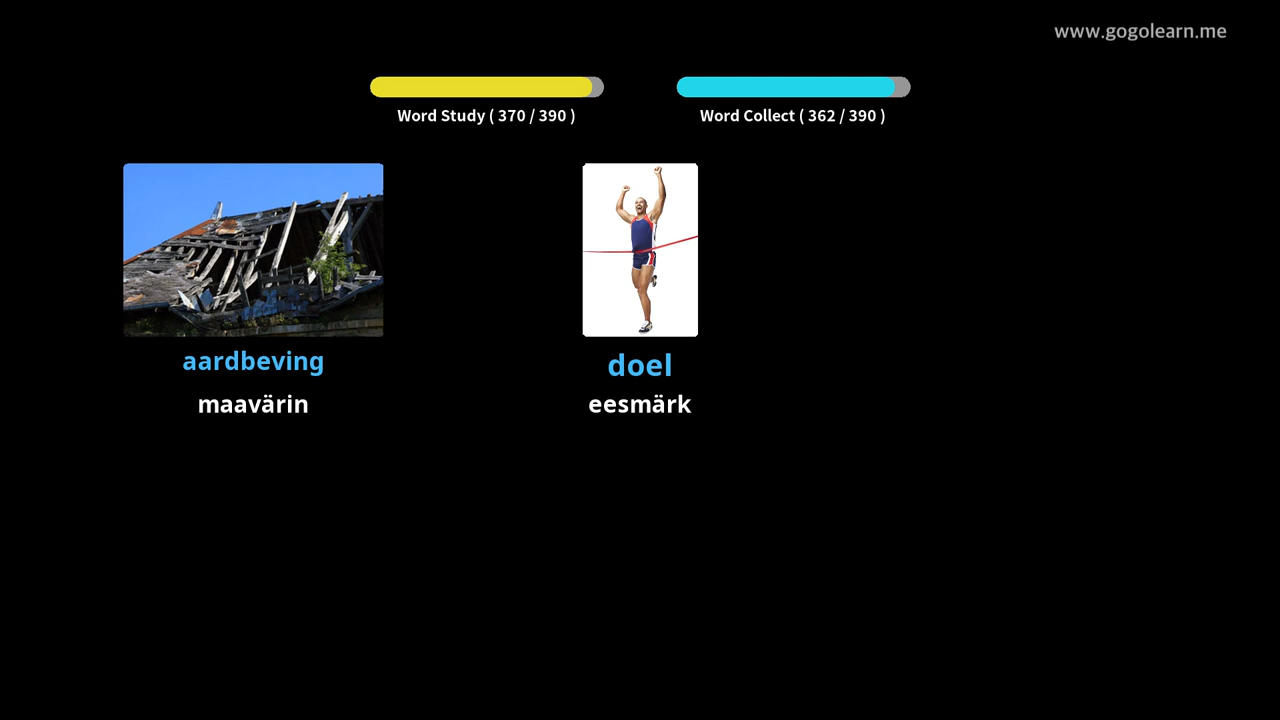 www.gogolearn.me
Word Study ( 370 / 390 )
Word Collect ( 362 / 390 )
aardbeving
maavärin
doel
eesmärk